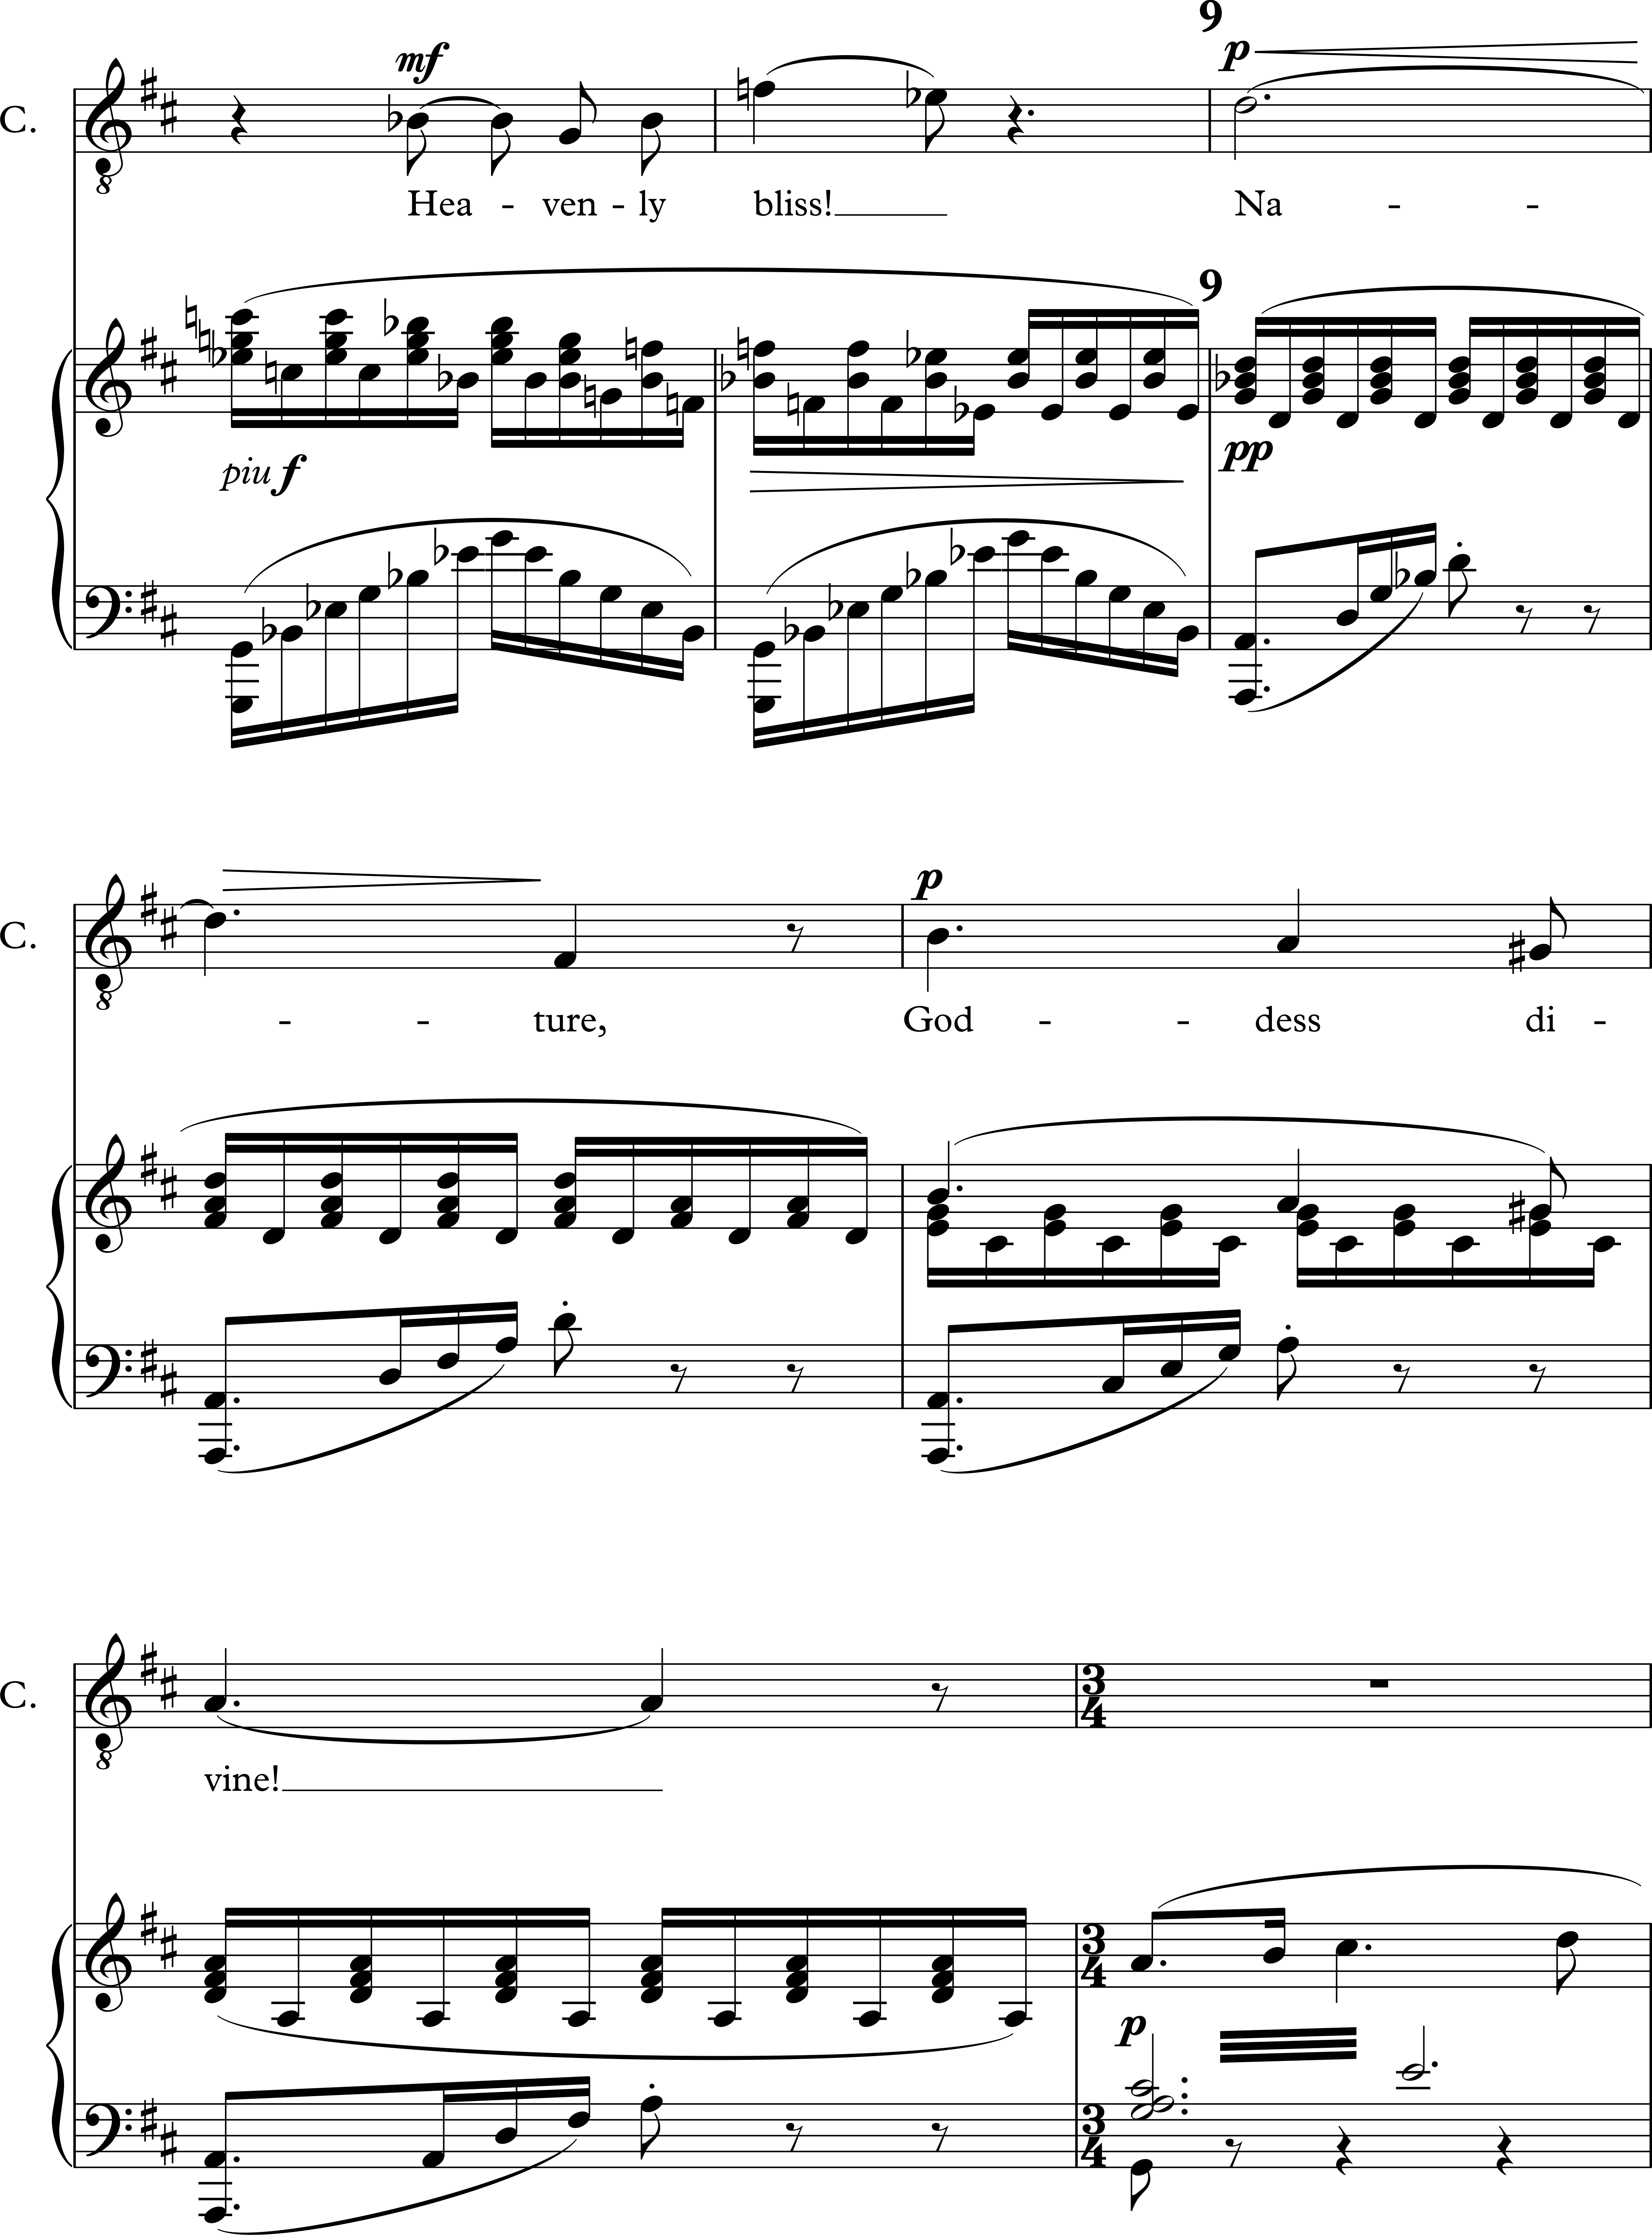 9
mf p
C.
Hea - ven - ly bliss! Na - -
9
piu f pp
C.
p
- - ture, God - - dess di -
C.
3 4
vine!
3 4
p
3 4